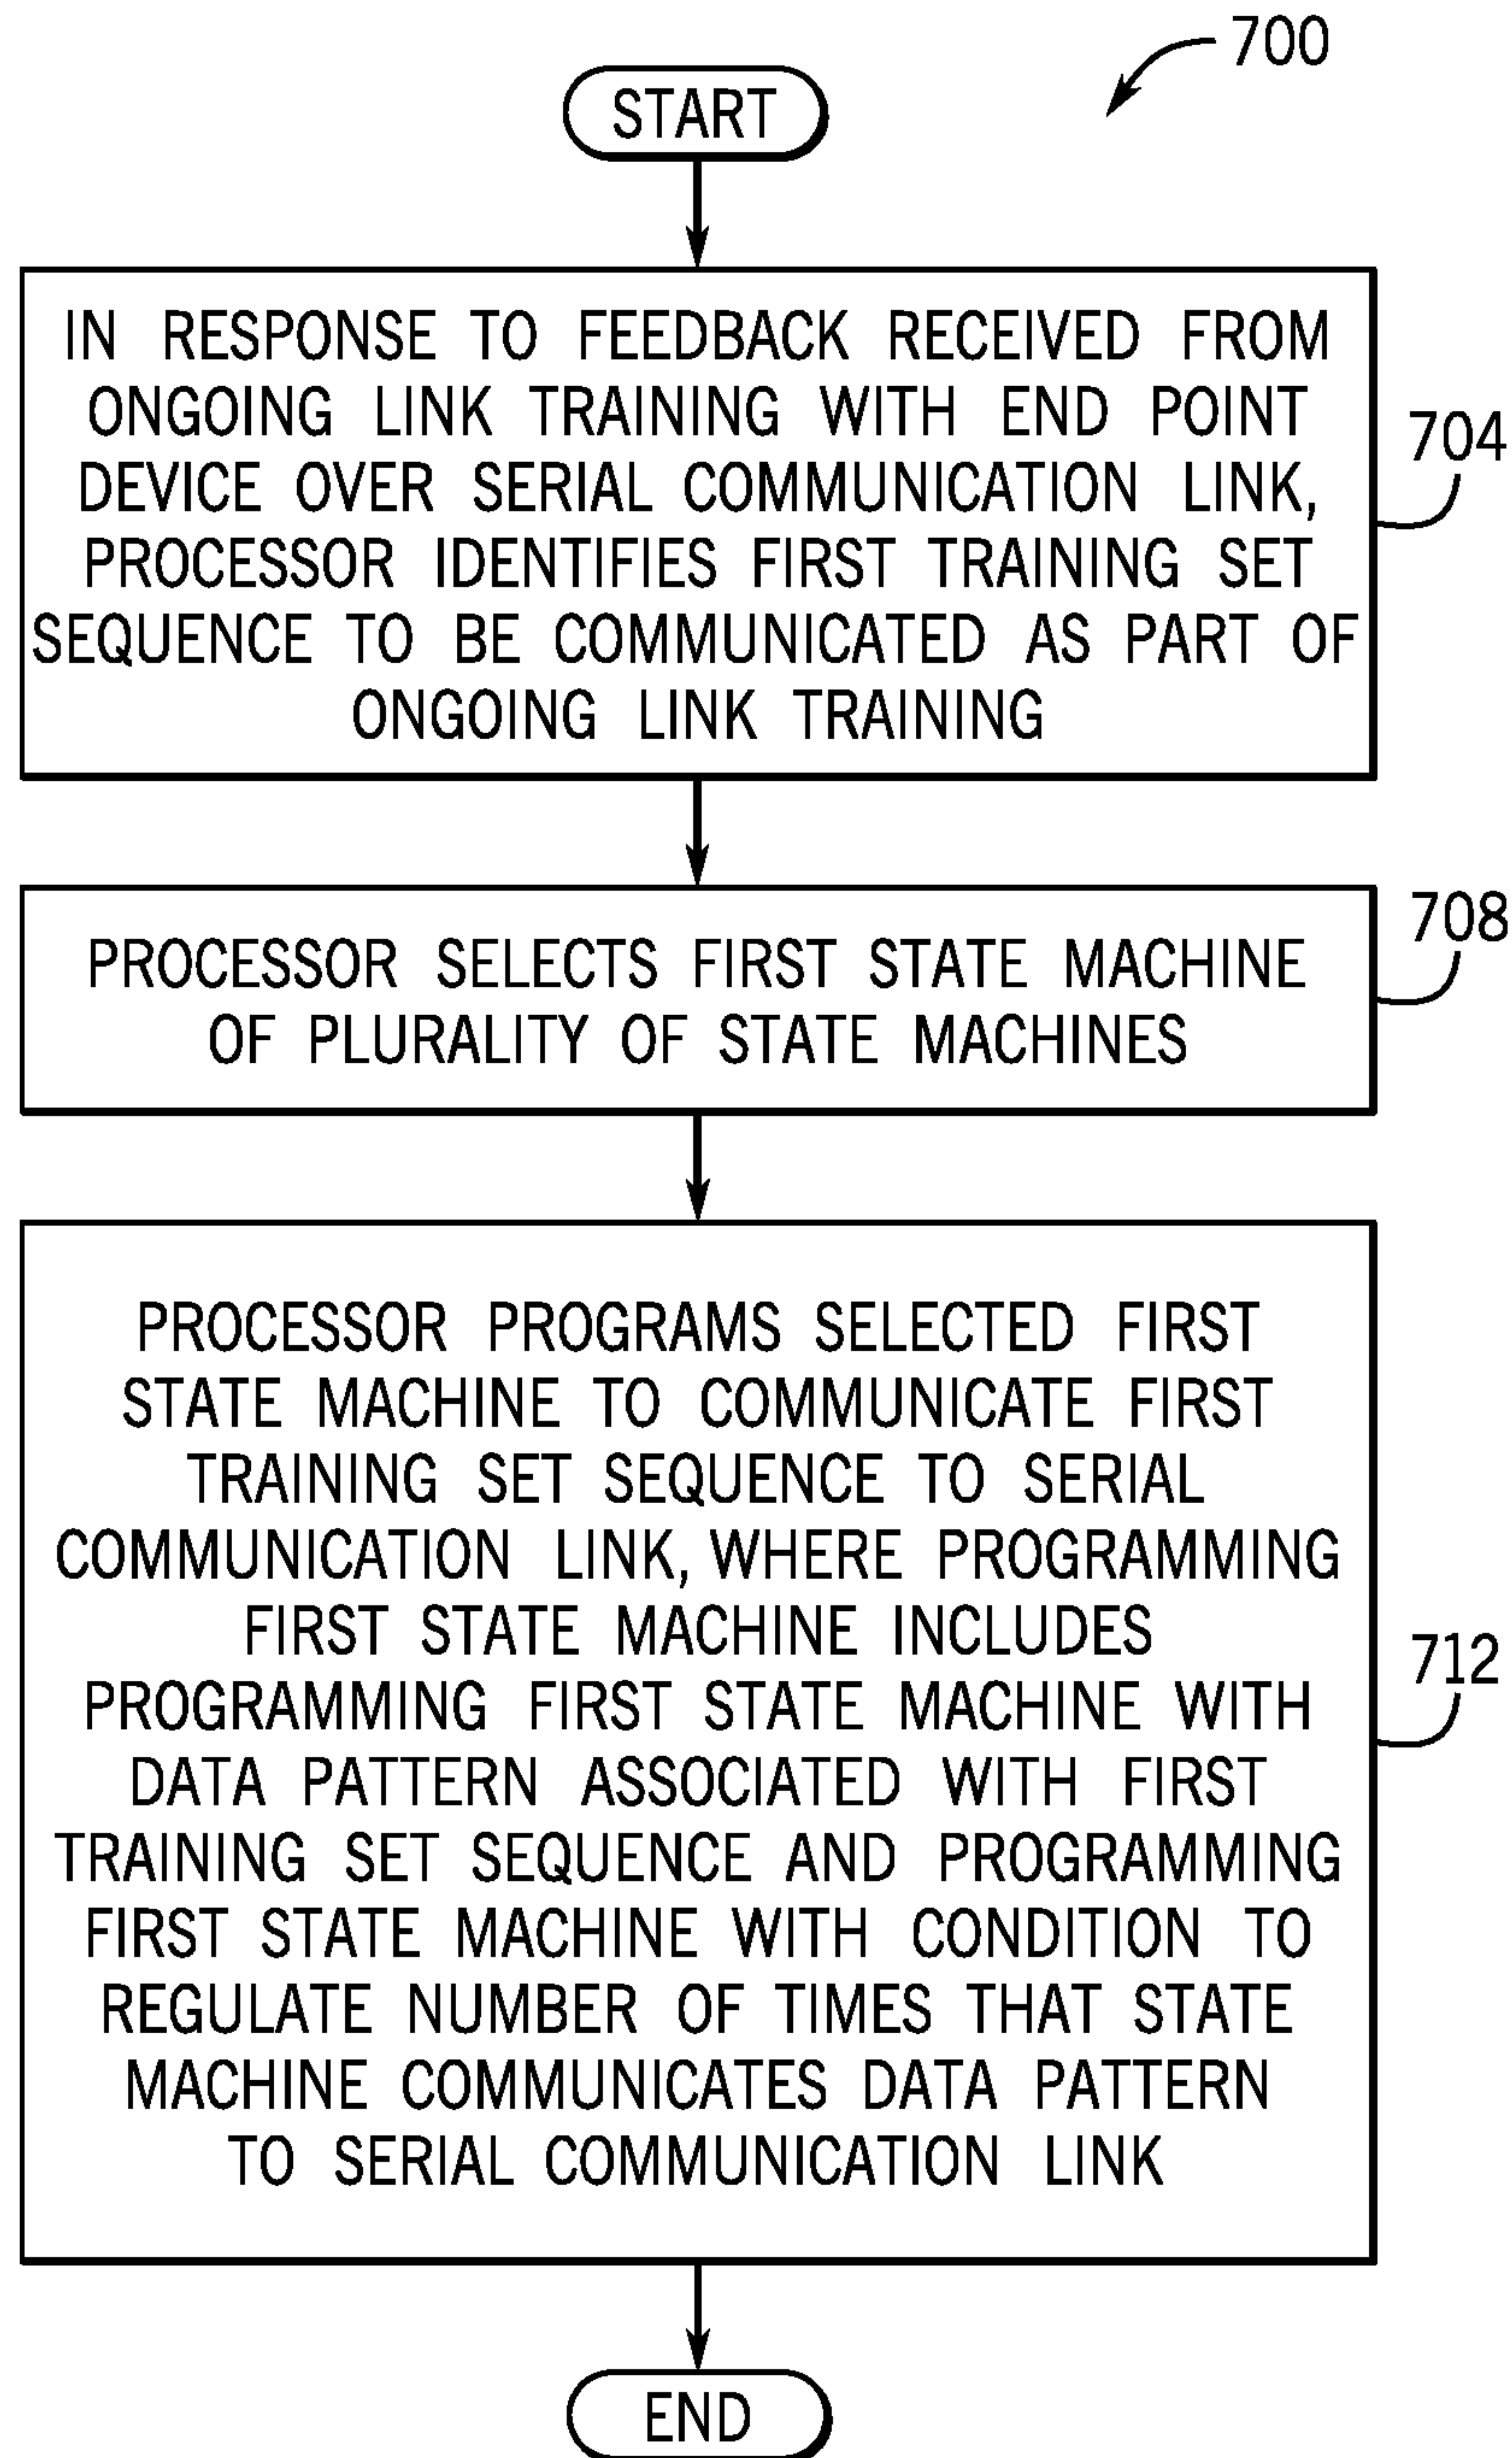 700
START
IN RESPONSE TO FEEDBACK RECEIVED FROM
ONGOING LINK TRAINING WITH END POINT
DEVICE OVER SERIAL COMMUNICATION LINK,
PROCESSOR IDENTIFIES FIRST TRAINING SET
SEQUENCE TO BE COMMUNICATED AS PART OF
ONGOING LINK TRAINING
704
PROCESSOR SELECTS FIRST STATE MACHINE
OF PLURALITY OF STATE MACHINES
708
PROCESSOR PROGRAMS SELECTED FIRST
STATE MACHINE TO COMMUNICATE FIRST
TRAINING SET SEQUENCE TO SERIAL
COMMUNICATION LINK, WHERE PROGRAMMING
FIRST STATE MACHINE INCLUDES
PROGRAMMING FIRST STATE MACHINE WITH
DATA PATTERN ASSOCIATED WITH FIRST
TRAINING SET SEQUENCE AND PROGRAMMING
FIRST STATE MACHINE WITH CONDITION TO
REGULATE NUMBER OF TIMES THAT STATE
MACHINE COMMUNICATES DATA PATTERN
TO SERIAL COMMUNICATION LINK
712
END